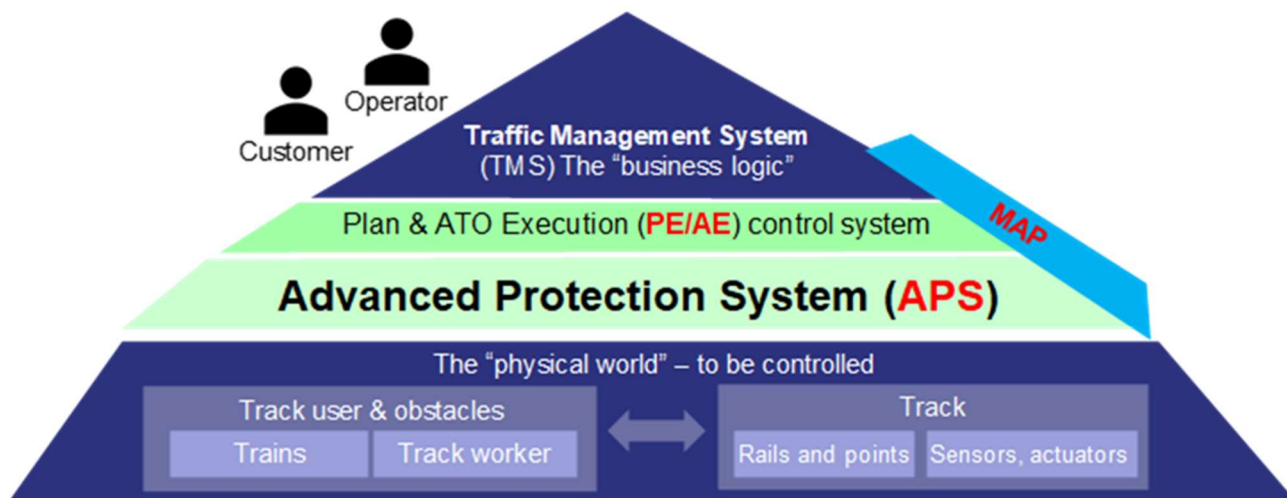 Operator
Customer
Traffic Management System
(TMS) The “business logic”
MAP
Plan & ATO Execution (PE/AE) control system
Advanced Protection System (APS)
The “physical world” – to be controlled
Track user & obstacles
Trains
Track worker
Track
Rails and points
Sensors, actuators